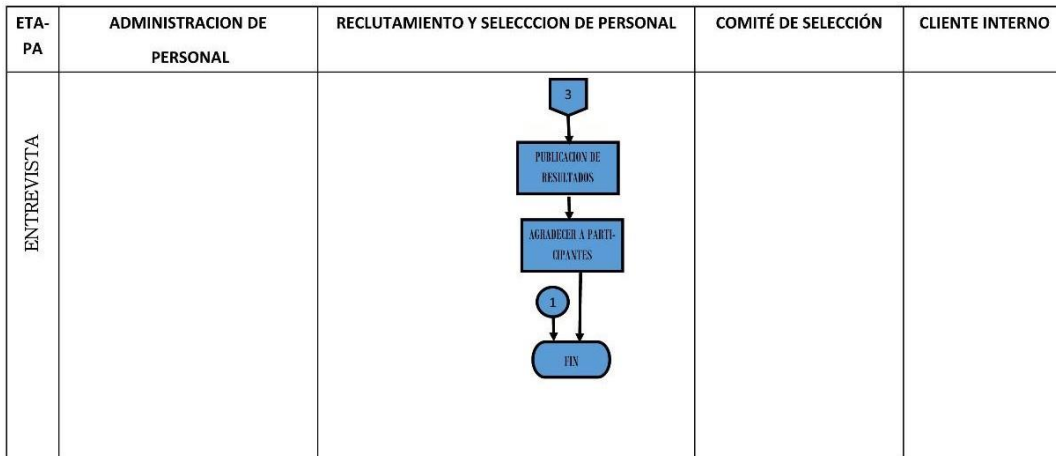 ETA-
PA
ADMINISTRACION DE
PERSONAL
RECLUTAMIENTO Y SELECCCION DE PERSONAL
COMITÉ DE SELECCIÓN
CLIENTE INTERNO
ENTREVISTA
3
PUBLICACION DE
RESULTADOS
AGRADECER A PARTI-
CIPANTES
1
FIN